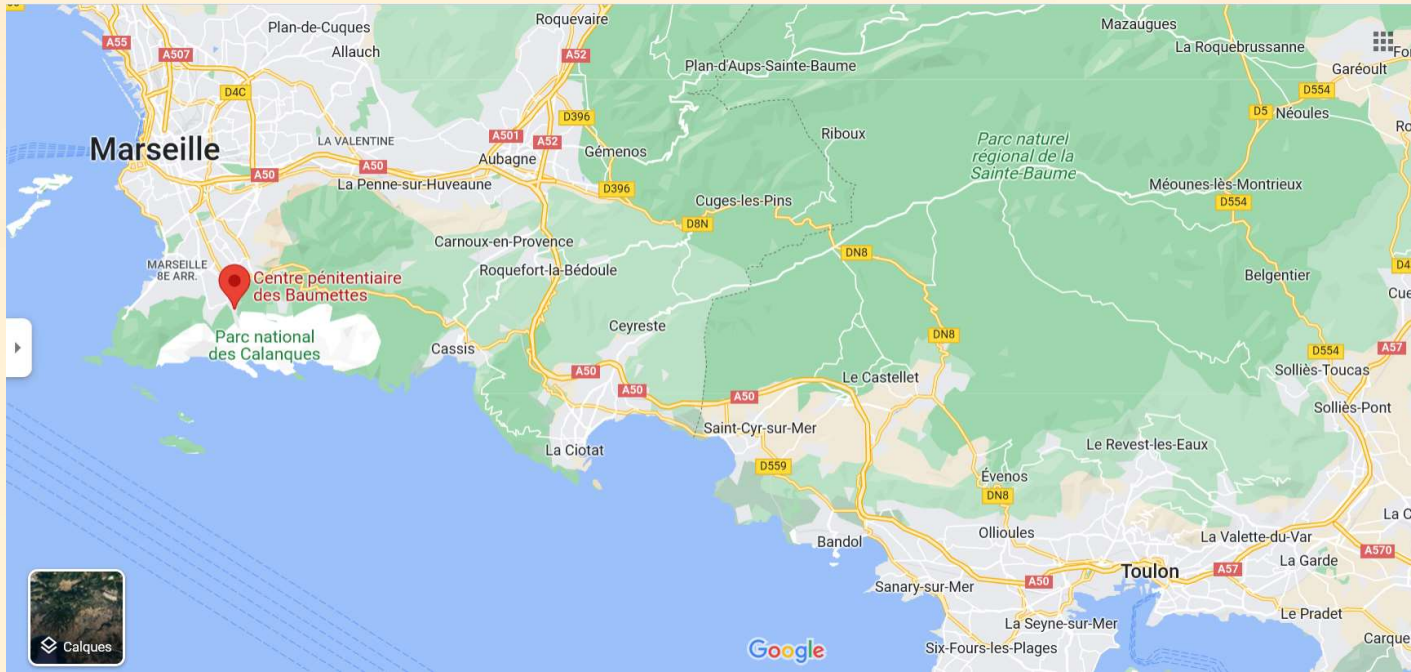 Plan-de-Cuques
Roquevaire
Mazaugues
A55
A507
Allauch
A52
La Roquebrussanne
Plan-d'Aups-Sainte-Baume
Garéoult
D4C
D554
D5
Néoules
D396
Riboux
A501
A52
LA VALENTINE
Marseille
Parc naturel
régional de la
Sainte-Baume
Aubagne
Gémenos
A50
A50
La Penne-sur-Huveaune
D396
Méounes-lès-Montrieux
Cuges-les-Pins
D554
D8N
Carnoux-en-Provence
DN8
MARSEILLE
8E ARR.
Centre pénitentiaire
des Baumettes
Roquefort-la-Bédoule
Belgentier
Ceyreste
Parc national
des Calanques
DN8
Cassis
D554
A57
Solliès-Toucas
A50
A50
A50
Le Castellet
Solliès-Pont
Saint-Cyr-sur-Mer
La Ciotat
Le Revest-les-Eaux
D559
Évenos
DN8
Bandol
Ollioules
La Valette-du-Var
A570
La Garde
Toulon
A57
Sanary-sur-Mer
A50
Le Pradet
La Seyne-sur-Mer
Calques
Google
Six-Fours-les-Plages